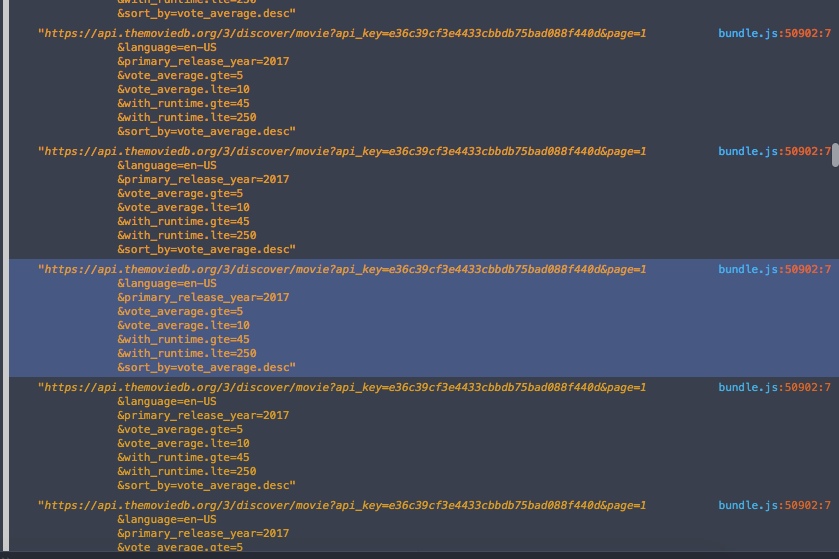 &with_runtime.lte=250
&sort_by=vote_average.desc"
"https://api.themoviedb.org/3/discover/movie?api_key=e36c39cf3e4433cbbdb75bad088f440d&page=1 bundle.js:50902:7
&language=en-US
&primary_release_year=2017
&vote_average.gte=5
&vote_average.lte=10
&with_runtime.gte=45
&with_runtime.lte=250
&sort_by=vote_average.desc"
"https://api.themoviedb.org/3/discover/movie?api_key=e36c39cf3e4433cbbdb75bad088f440d&page=1 bundle.js:50902:7
&language=en-US
&primary_release_year=2017
&vote_average.gte=5
&vote_average.lte=10
&with_runtime.gte=45
&with_runtime.lte=250
&sort_by=vote_average.desc"
"https://api.themoviedb.org/3/discover/movie?api_key=e36c39cf3e4433cbbdb75bad088f440d&page=1 bundle.js:50902:7
&language=en-US
&primary_release_year=2017
&vote_average.gte=5
&vote_average.lte=10
&with_runtime.gte=45
&with_runtime.lte=250
&sort_by=vote_average.desc"
"https://api.themoviedb.org/3/discover/movie?api_key=e36c39cf3e4433cbbdb75bad088f440d&page=1 bundle.js:50902:7
&language=en-US
&primary_release_year=2017
&vote_average.gte=5
&vote_average.lte=10
&with_runtime.gte=45
&with_runtime.lte=250
&sort_by=vote_average.desc"
"https://api.themoviedb.org/3/discover/movie?api_key=e36c39cf3e4433cbbdb75bad088f440d&page=1 bundle.js:50902:7
&language=en-US
&primary_release_year=2017
&vote_average.gte=5